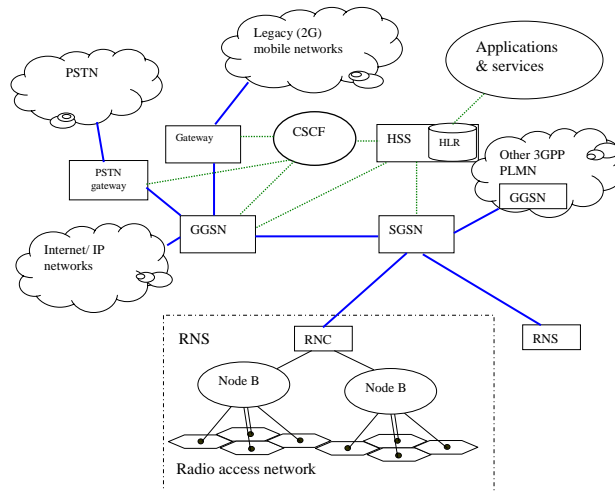 Legacy (2G)
mobile networks
Applications
& services
PSTN
Gateway
CSCF
HSS
HLR
Other 3GPP
PLMN
GGSN
PSTN
gateway
GGSN
SGSN
Internet/ IP
networks
RNS
RNC
RNS
Node B
Node B
Radio access network